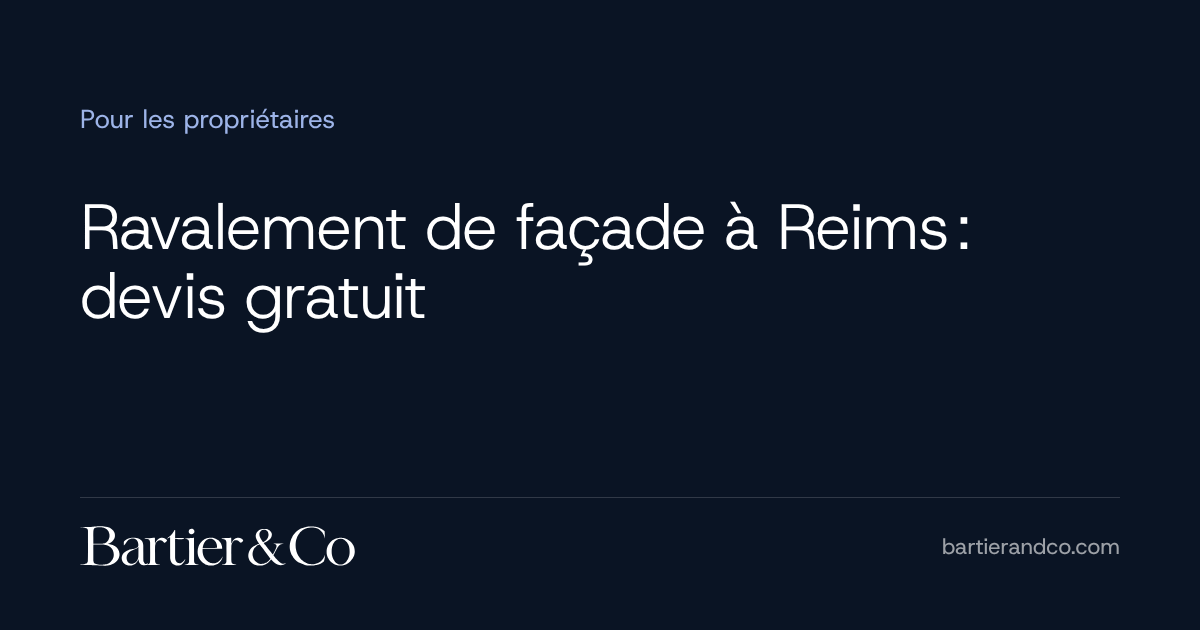 Pour les propriétaires
Ravalement de façade à Reims :
devis gratuit
Bartier & Co
bartierandco.com